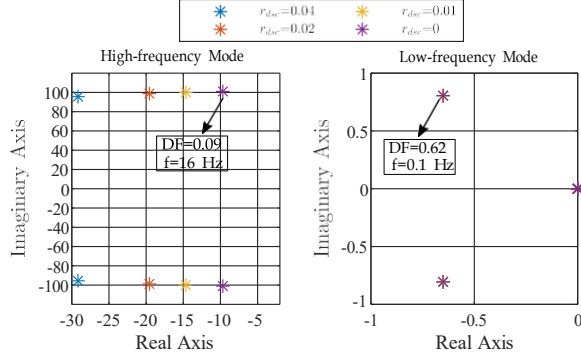 r_dsc=0.04 r_dsc=0.01
r_dsc=0.02 r_dsc=0
High-frequency Mode
100
80
60
40
20
0
-20
-40
-60
-80
-100
Imaginary Axis
DF=0.09
f=16 Hz
-30 -25 -20 -15 -10 -5
Real Axis
Low-frequency Mode
1
0.5
0
-0.5
-1
Imaginary Axis
DF=0.62
f=0.1 Hz
-1 -0.5 0
Real Axis